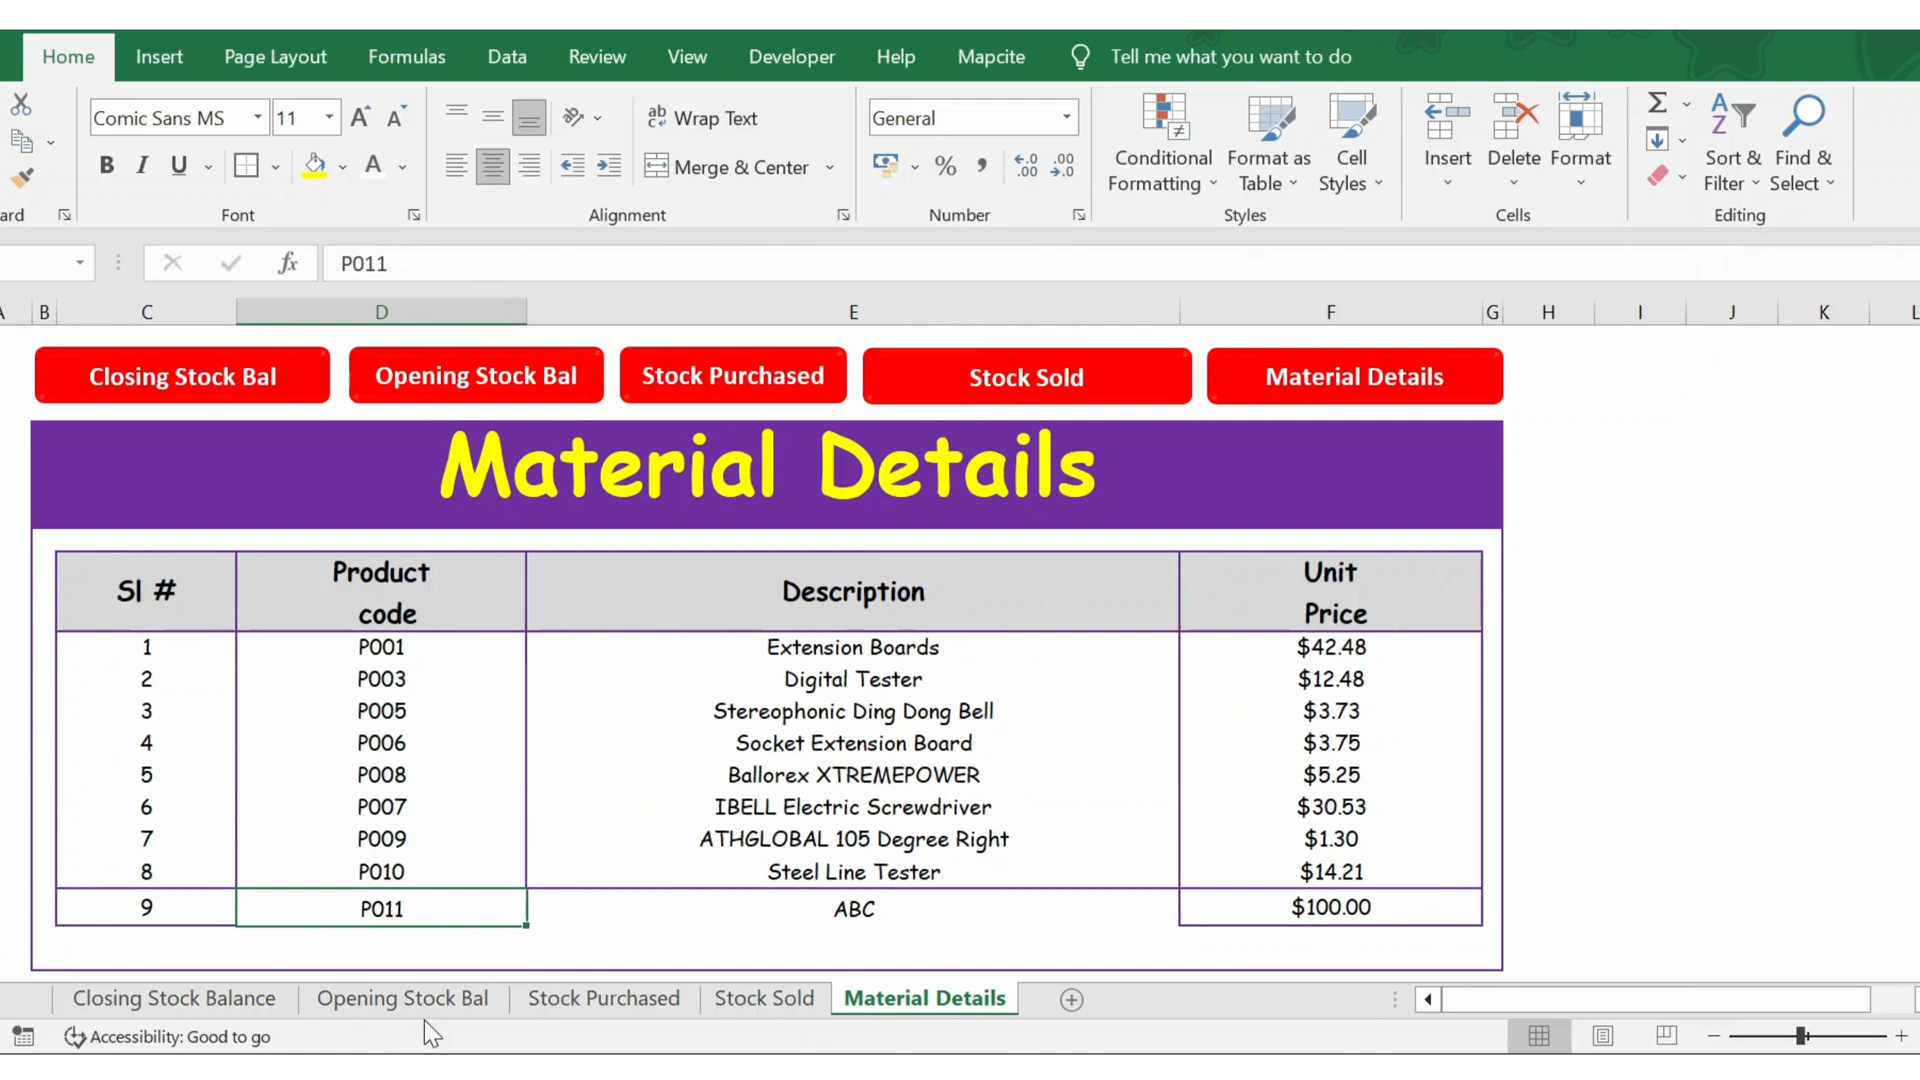 Home Insert Page Layout Formulas Data Review View Developer Help Mapcite Tell me what you want to do
Comic Sans MS 11 Wrap Text General
B I U Merge & Center
Conditional Formatting
Format as Table
Cell Styles
Insert Delete Format
Sort & Filter
Find & Select
ard Font Alignment Number Styles Cells Editing
fx P011
A B C D E F G H I J K L
Closing Stock Bal Opening Stock Bal Stock Purchased Stock Sold Material Details
Material Details
Sl # Product code Description Unit Price
1 P001 Extension Boards $42.48
2 P003 Digital Tester $12.48
3 P005 Stereophonic Ding Dong Bell $3.73
4 P006 Socket Extension Board $3.75
5 P008 Ballorex XTREMEPOWER $5.25
6 P007 IBELL Electric Screwdriver $30.53
7 P009 ATHGLOBAL 105 Degree Right $1.30
8 P010 Steel Line Tester $14.21
9 P011 ABC $100.00
Closing Stock Balance Opening Stock Bal Stock Purchased Stock Sold Material Details
Accessibility: Good to go